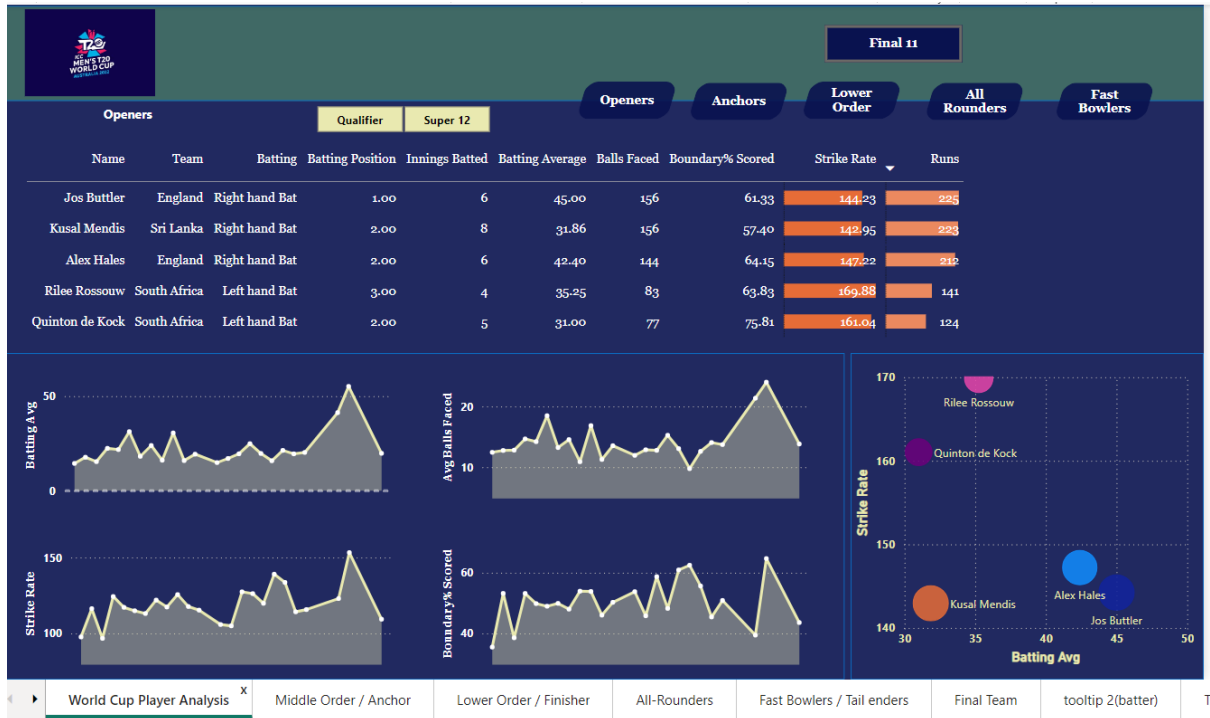 T20
ICC
MEN'S T20
WORLD CUP
AUSTRALIA 2022
Final 11
Openers
Anchors
Lower
Order
All
Rounders
Fast
Bowlers
Openers
Qualifier
Super 12
Name Team Batting Batting Position Innings Batted Batting Average Balls Faced Boundary% Scored Strike Rate Runs
Jos Buttler England Right hand Bat 1.00 6 45.00 156 61.33 144.23 225
Kusal Mendis Sri Lanka Right hand Bat 2.00 8 31.86 156 57.40 142.95 223
Alex Hales England Right hand Bat 2.00 6 42.40 144 64.15 147.22 212
Rilee Rossouw South Africa Left hand Bat 3.00 4 35.25 83 63.83 169.88 141
Quinton de Kock South Africa Left hand Bat 2.00 5 31.00 77 75.81 161.04 124
Batting Avg
50
0
Avg Balls Faced
20
10
Strike Rate
150
100
Boundary% Scored
60
40
Strike Rate
170
160
150
140
Rilee Rossouw
Quinton de Kock
Alex Hales
Kusal Mendis
Jos Buttler
30 35 40 45 50
Batting Avg
World Cup Player Analysis x
Middle Order / Anchor
Lower Order / Finisher
All-Rounders
Fast Bowlers / Tail enders
Final Team
tooltip 2(batter)
T